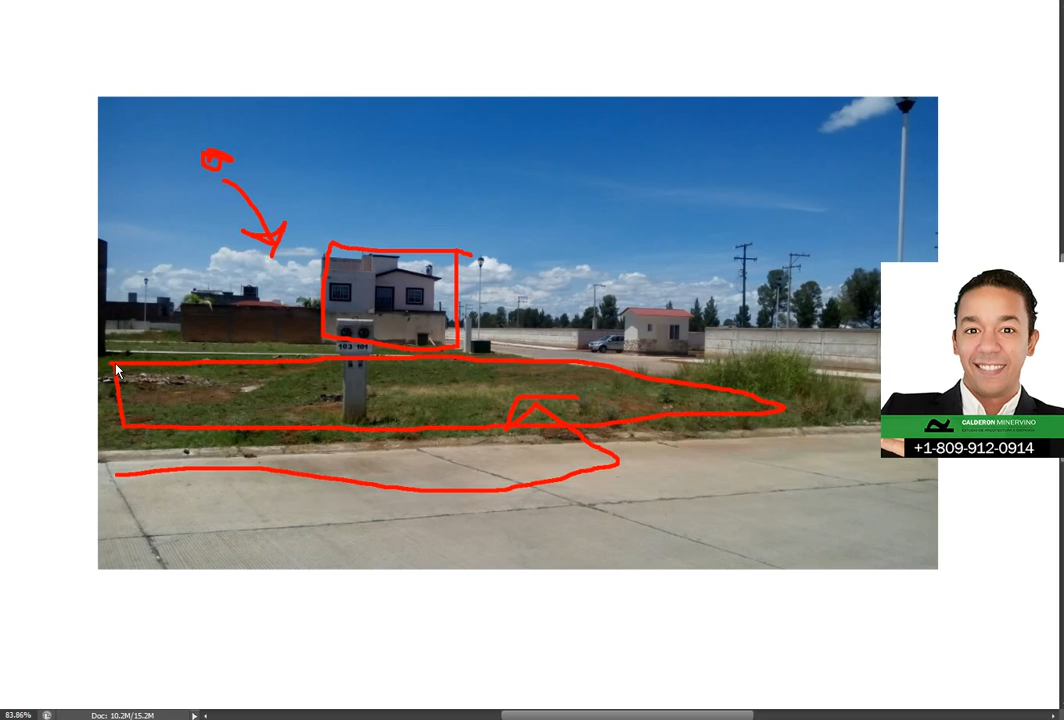 103 101
CALDERON MINERVINO
+1-809-912-0914
83.86%
Doc: 10.2M/15.2M